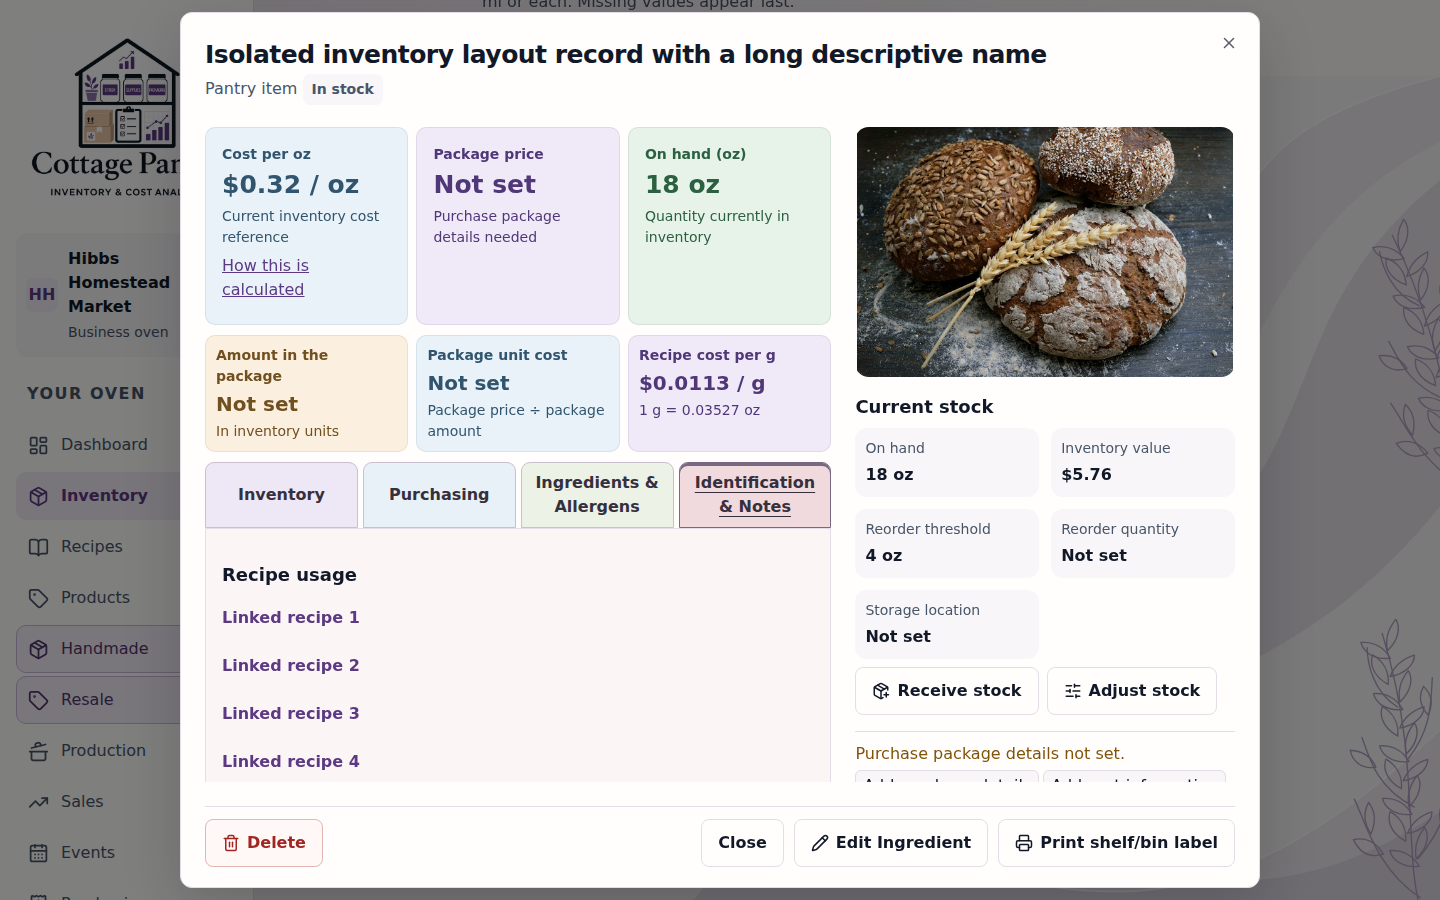 ml or each. Missing values appear last.
Isolated inventory layout record with a long descriptive name
Pantry item In stock
Cost per oz
$0.32 / oz
Current inventory cost
reference
How this is
calculated
Package price
Not set
Purchase package
details needed
On hand (oz)
18 oz
Quantity currently in
inventory
Amount in the
package
Not set
In inventory units
Package unit cost
Not set
Package price ÷ package
amount
Recipe cost per g
$0.0113 / g
1 g = 0.03527 oz
Inventory
Purchasing
Ingredients &
Allergens
Identification
& Notes
Recipe usage
Linked recipe 1
Linked recipe 2
Linked recipe 3
Linked recipe 4
Current stock
On hand
18 oz
Inventory value
$5.76
Reorder threshold
4 oz
Reorder quantity
Not set
Storage location
Not set
Receive stock
Adjust stock
Purchase package details not set.
Delete
Close
Edit Ingredient
Print shelf/bin label
Cottage Pan
INVENTORY & COST ANAL
HH
Hibbs
Homestead
Market
Business oven
YOUR OVEN
Dashboard
Inventory
Recipes
Products
Handmade
Resale
Production
Sales
Events